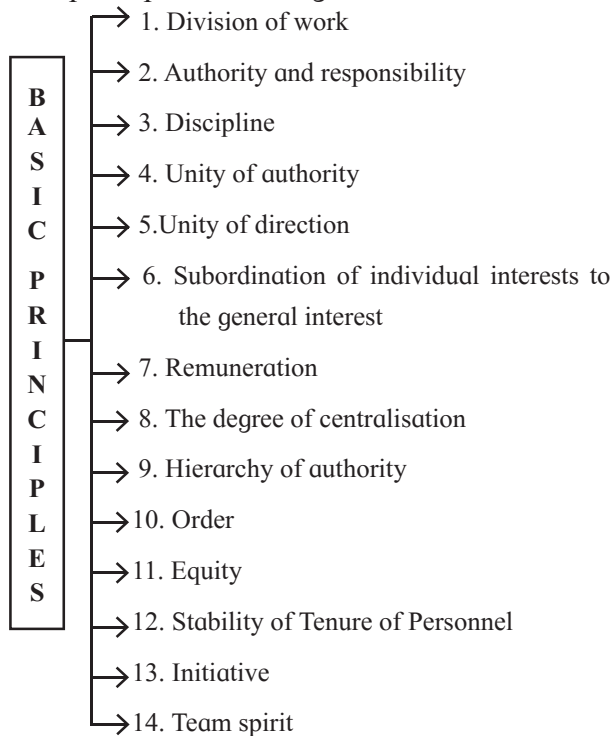 1. Division of work
2. Authority and responsibility
3. Discipline
4. Unity of authority
5.Unity of direction
6. Subordination of individual interests to
the general interest
7. Remuneration
8. The degree of centralisation
9. Hierarchy of authority
10. Order
11. Equity
12. Stability of Tenure of Personnel
13. Initiative
14. Team spirit
BASIC PRINCIPLES